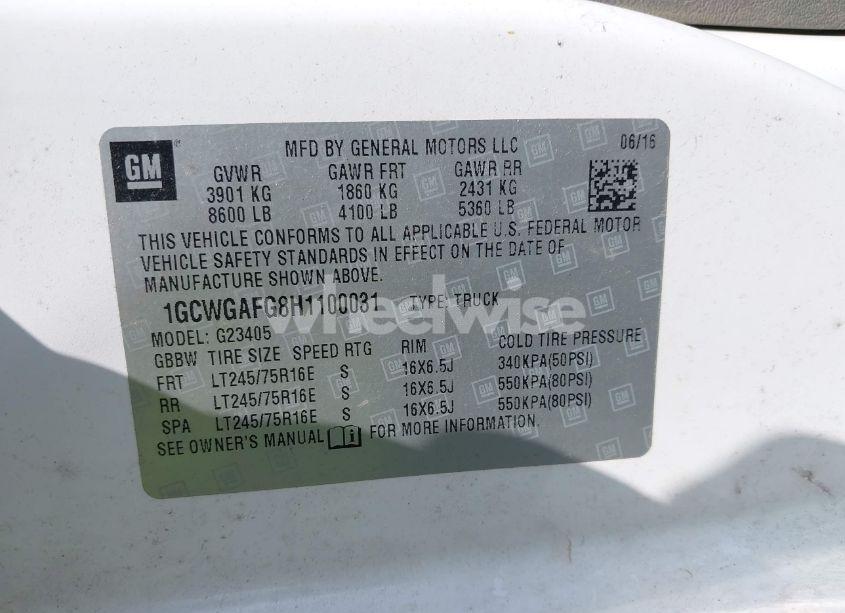 GM
MFD BY GENERAL MOTORS LLC 06/16
GVWR GAWR FRT GAWR RR
3901 KG 1860 KG 2431 KG
8600 LB 4100 LB 5360 LB
THIS VEHICLE CONFORMS TO ALL APPLICABLE U.S. FEDERAL MOTOR
VEHICLE SAFETY STANDARDS IN EFFECT ON THE DATE OF
MANUFACTURE SHOWN ABOVE.
1GCWGAFG8H1100031 TYPE: TRUCK
wheelwise
MODEL: G23405
GBBW TIRE SIZE SPEED RTG RIM COLD TIRE PRESSURE
FRT LT245/75R16E S 16X6.5J 340KPA(50PSI)
RR LT245/75R16E S 16X6.5J 550KPA(80PSI)
SPA LT245/75R16E S 16X6.5J 550KPA(80PSI)
SEE OWNER'S MANUAL FOR MORE INFORMATION.